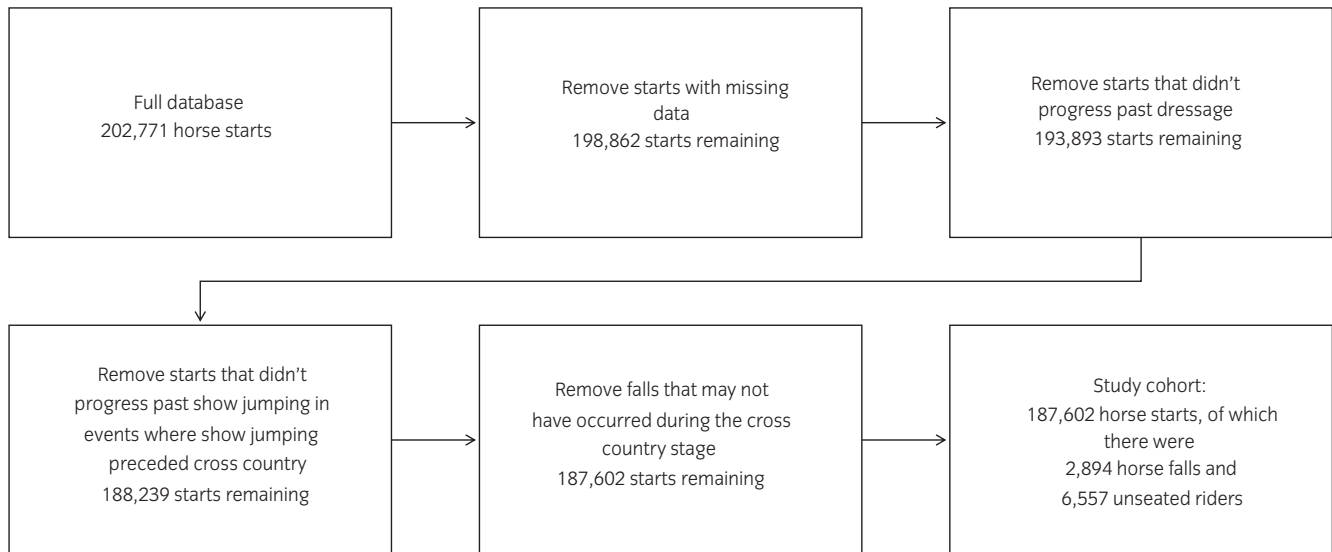 Full database
202,771 horse starts
Remove starts with missing
data
198,862 starts remaining
Remove starts that didn’t
progress past dressage
193,893 starts remaining
Remove starts that didn’t
progress past show jumping in
events where show jumping
preceded cross country
188,239 starts remaining
Remove falls that may not
have occurred during the cross
country stage
187,602 starts remaining
Study cohort:
187,602 horse starts, of which
there were
2,894 horse falls and
6,557 unseated riders